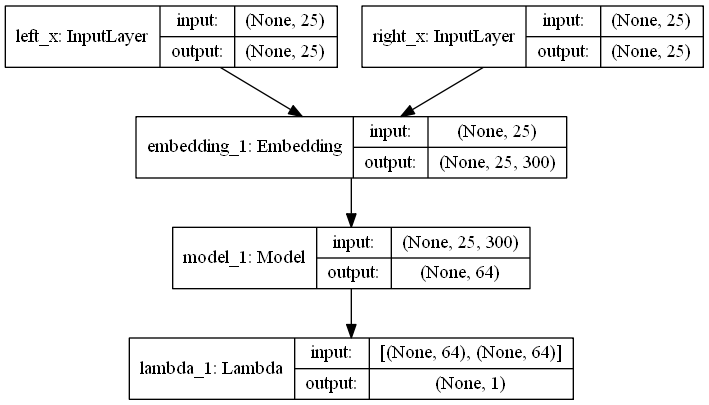 left_x: InputLayer
input: (None, 25)
output: (None, 25)
right_x: InputLayer
input: (None, 25)
output: (None, 25)
embedding_1: Embedding
input: (None, 25)
output: (None, 25, 300)
model_1: Model
input: (None, 25, 300)
output: (None, 64)
lambda_1: Lambda
input: [(None, 64), (None, 64)]
output: (None, 1)